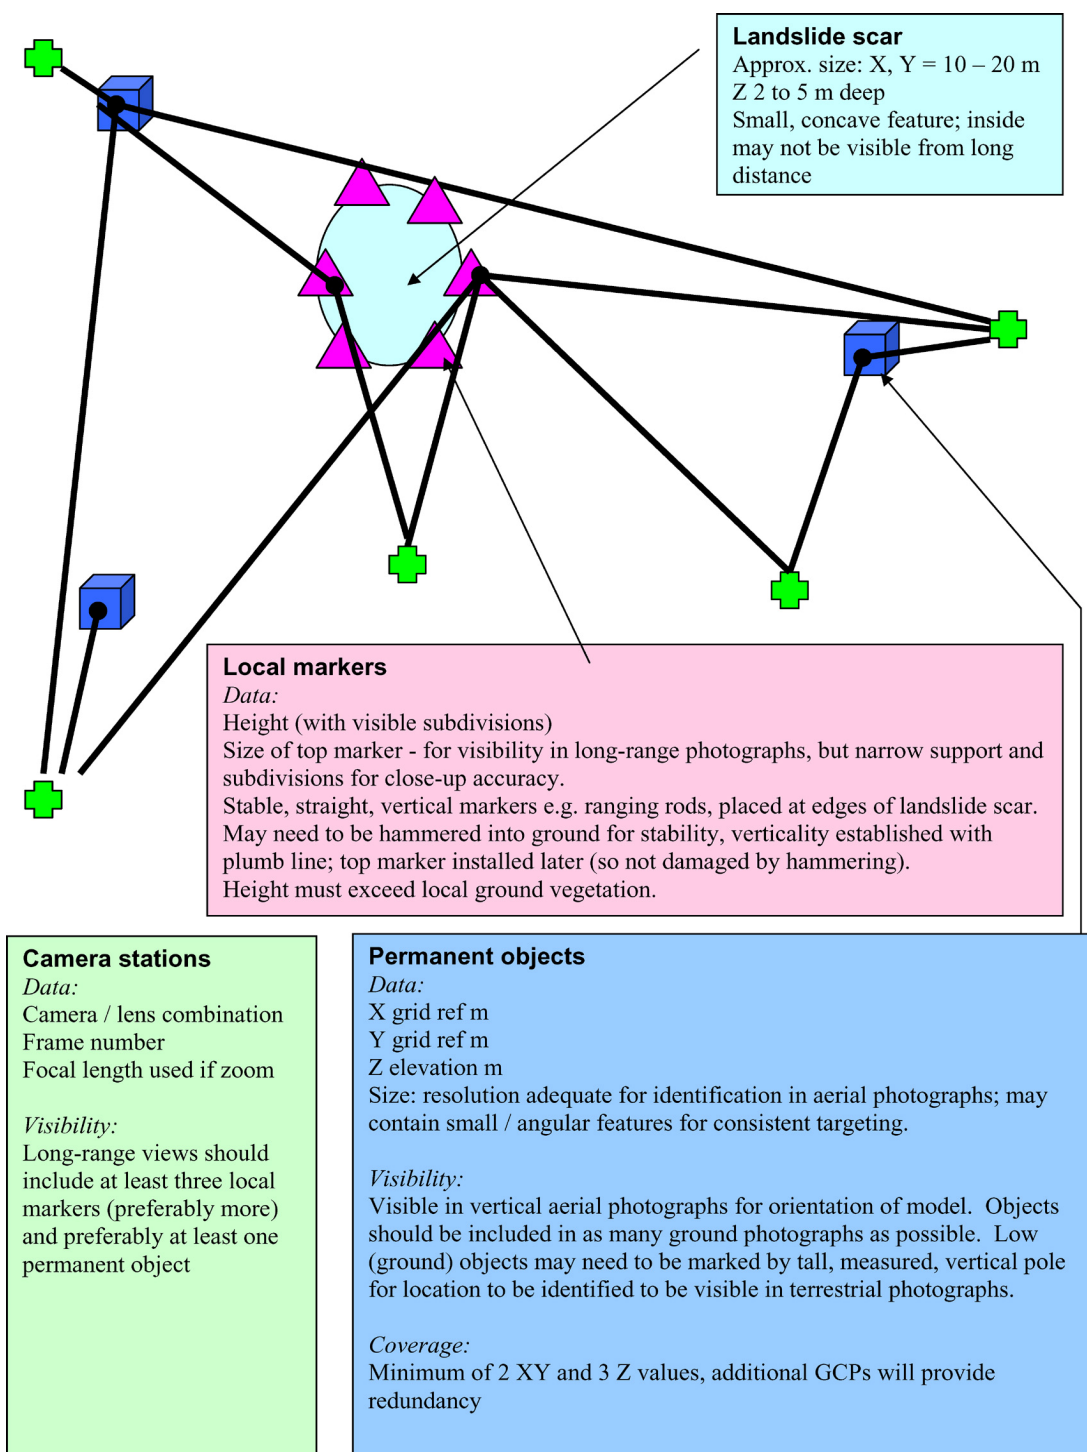 Landslide scar
Approx. size: X, Y = 10 – 20 m
Z 2 to 5 m deep
Small, concave feature; inside
may not be visible from long
distance
Local markers
Data:
Height (with visible subdivisions)
Size of top marker - for visibility in long-range photographs, but narrow support and
subdivisions for close-up accuracy.
Stable, straight, vertical markers e.g. ranging rods, placed at edges of landslide scar.
May need to be hammered into ground for stability, verticality established with
plumb line; top marker installed later (so not damaged by hammering).
Height must exceed local ground vegetation.
Camera stations
Data:
Camera / lens combination
Frame number
Focal length used if zoom
Visibility:
Long-range views should
include at least three local
markers (preferably more)
and preferably at least one
permanent object
Permanent objects
Data:
X grid ref m
Y grid ref m
Z elevation m
Size: resolution adequate for identification in aerial photographs; may
contain small / angular features for consistent targeting.
Visibility:
Visible in vertical aerial photographs for orientation of model.  Objects
should be included in as many ground photographs as possible.  Low
(ground) objects may need to be marked by tall, measured, vertical pole
for location to be identified to be visible in terrestrial photographs.
Coverage:
Minimum of 2 XY and 3 Z values, additional GCPs will provide
redundancy